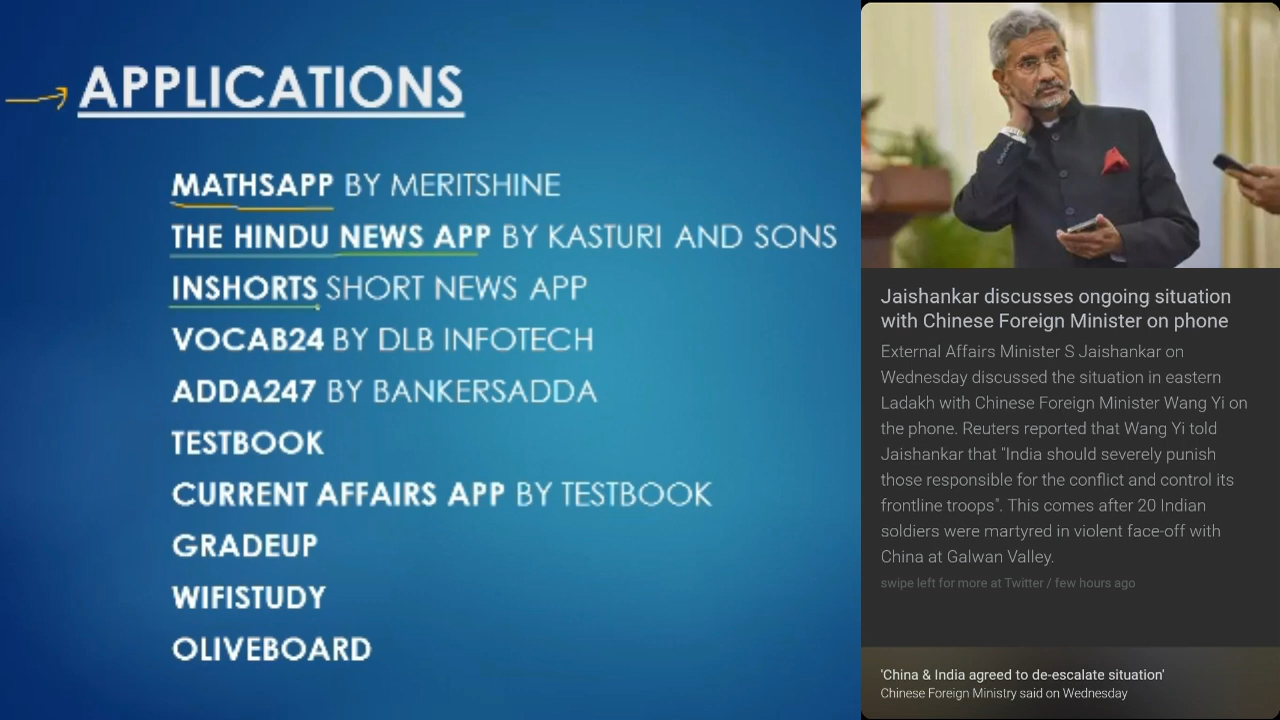 APPLICATIONS
MATHSAPP BY MERITSHINE
THE HINDU NEWS APP BY KASTURI AND SONS
INSHORTS SHORT NEWS APP
VOCAB24 BY DLB INFOTECH
ADDA247 BY BANKERSADDA
TESTBOOK
CURRENT AFFAIRS APP BY TESTBOOK
GRADEUP
WIFISTUDY
OLIVEBOARD
Jaishankar discusses ongoing situation
with Chinese Foreign Minister on phone
External Affairs Minister S Jaishankar on
Wednesday discussed the situation in eastern
Ladakh with Chinese Foreign Minister Wang Yi on
the phone. Reuters reported that Wang Yi told
Jaishankar that "India should severely punish
those responsible for the conflict and control its
frontline troops". This comes after 20 Indian
soldiers were martyred in violent face-off with
China at Galwan Valley.
swipe left for more at Twitter / few hours ago
'China & India agreed to de-escalate situation'
Chinese Foreign Ministry said on Wednesday